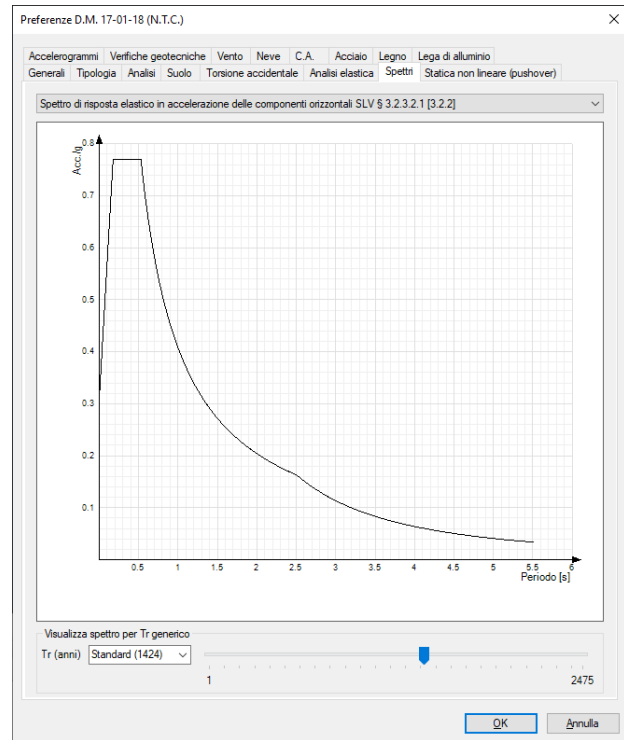 Preferenze D.M. 17-01-18 (N.T.C.)
Accelerogrammi Verifiche geotecniche Vento Neve C.A. Acciaio Legno Lega di alluminio
Generali Tipologia Analisi Suolo Torsione accidentale Analisi elastica Spettri Statica non lineare (pushover)
Spettro di risposta elastico in accelerazione delle componenti orizzontali SLV § 3.2.3.2.1 [3.2.2]
Acc./g
0.8
0.7
0.6
0.5
0.4
0.3
0.2
0.1
0.5 1 1.5 2 2.5 3 3.5 4 4.5 5 5.5 6
Periodo [s]
Visualizza spettro per Tr generico
Tr (anni) Standard (1424)
1 2475
OK Annulla